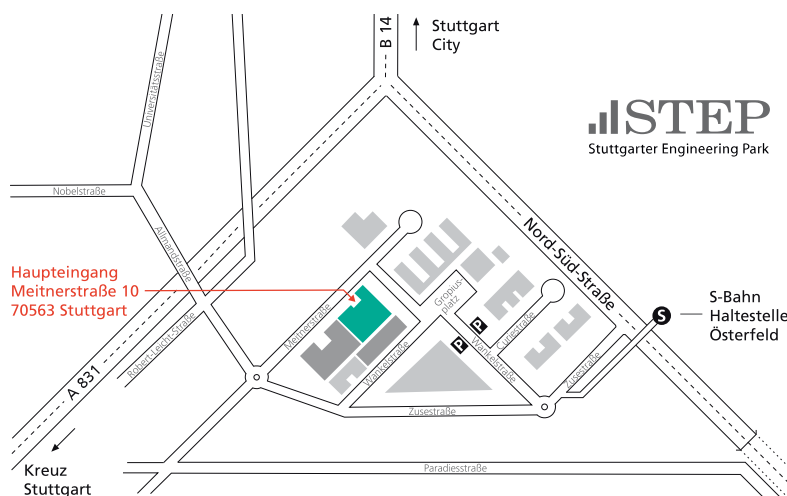 B 14
Stuttgart
City
STEP
Stuttgarter Engineering Park
Universitätsstraße
Nobelstraße
Allmandstraße
Nord-Süd-Straße
Haupteingang
Meitnerstraße 10
70563 Stuttgart
Gropius-
platz
S
S-Bahn
Haltestelle
Österfeld
Meitnerstraße
P
P
Curiestraße
Wankelstraße
Wankelstraße
Robert-Leicht-Straße
Zusestraße
A 831
Zusestraße
Kreuz
Stuttgart
Paradiesstraße